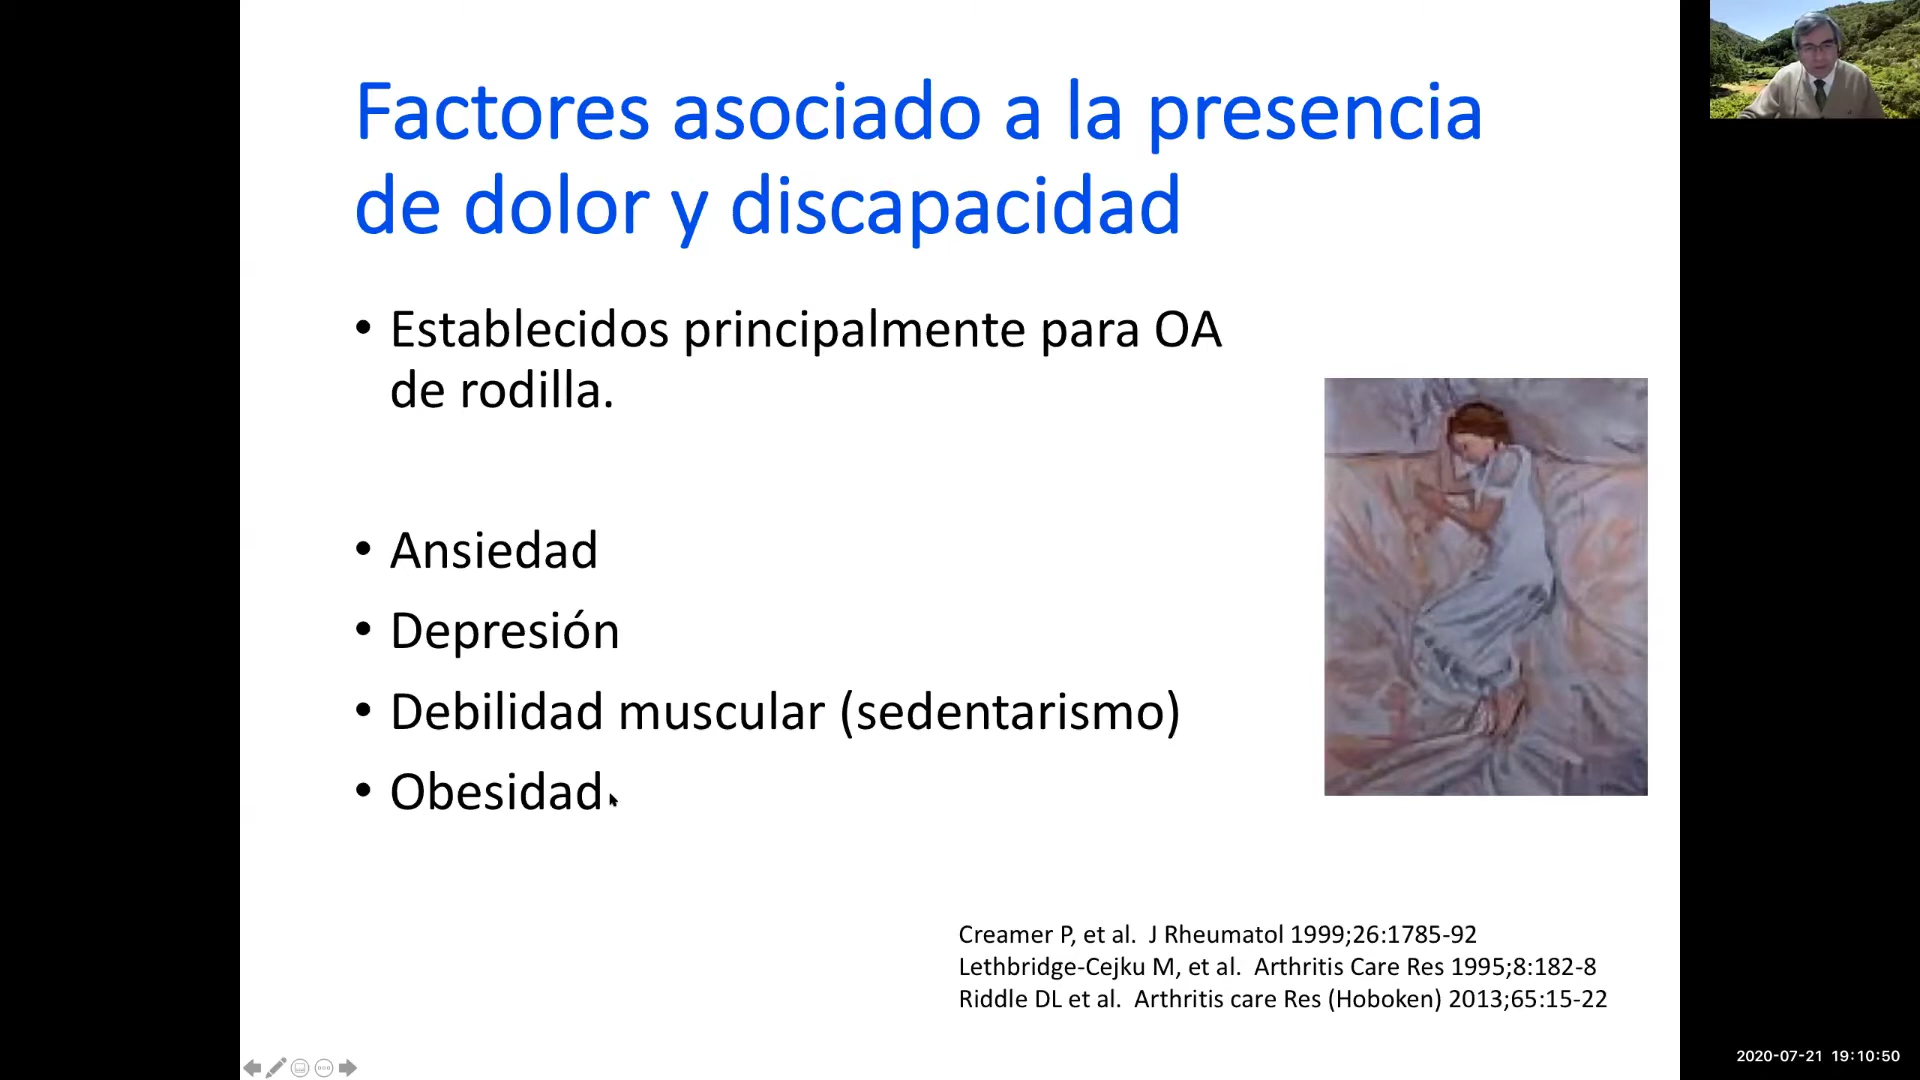 Factores asociado a la presencia
de dolor y discapacidad
• Establecidos principalmente para OA
de rodilla.
• Ansiedad
• Depresión
• Debilidad muscular (sedentarismo)
• Obesidad
Creamer P, et al.  J Rheumatol 1999;26:1785-92
Lethbridge-Cejku M, et al.  Arthritis Care Res 1995;8:182-8
Riddle DL et al.  Arthritis care Res (Hoboken) 2013;65:15-22
2020-07-21 19:10:50